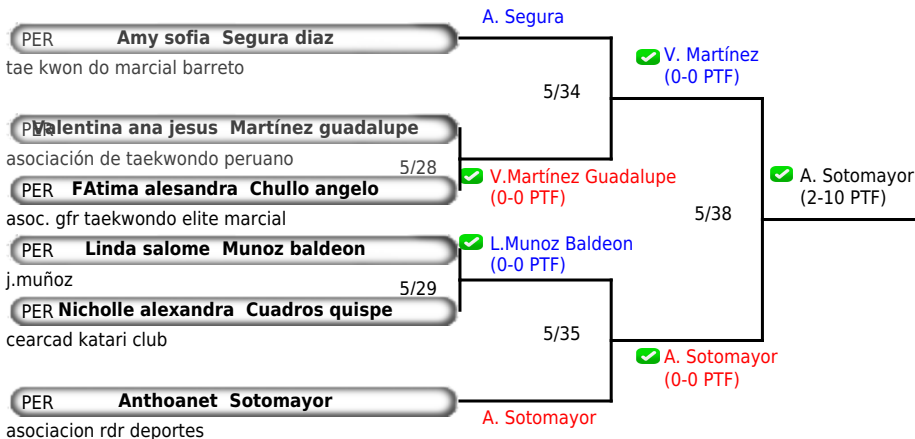 A. Segura
PER Amy sofia Segura diaz
tae kwon do marcial barreto
V. Martínez
(0-0 PTF)
5/34
PER Valentina ana jesus Martínez guadalupe
asociación de taekwondo peruano
5/28
V.Martínez Guadalupe
(0-0 PTF)
A. Sotomayor
(2-10 PTF)
PER FAtima alesandra Chullo angelo
asoc. gfr taekwondo elite marcial
5/38
PER Linda salome Munoz baldeon
L.Munoz Baldeon
(0-0 PTF)
j.muñoz
5/29
PER Nicholle alexandra Cuadros quispe
cearcad katari club
5/35
A. Sotomayor
(0-0 PTF)
PER Anthoanet Sotomayor
A. Sotomayor
asociacion rdr deportes